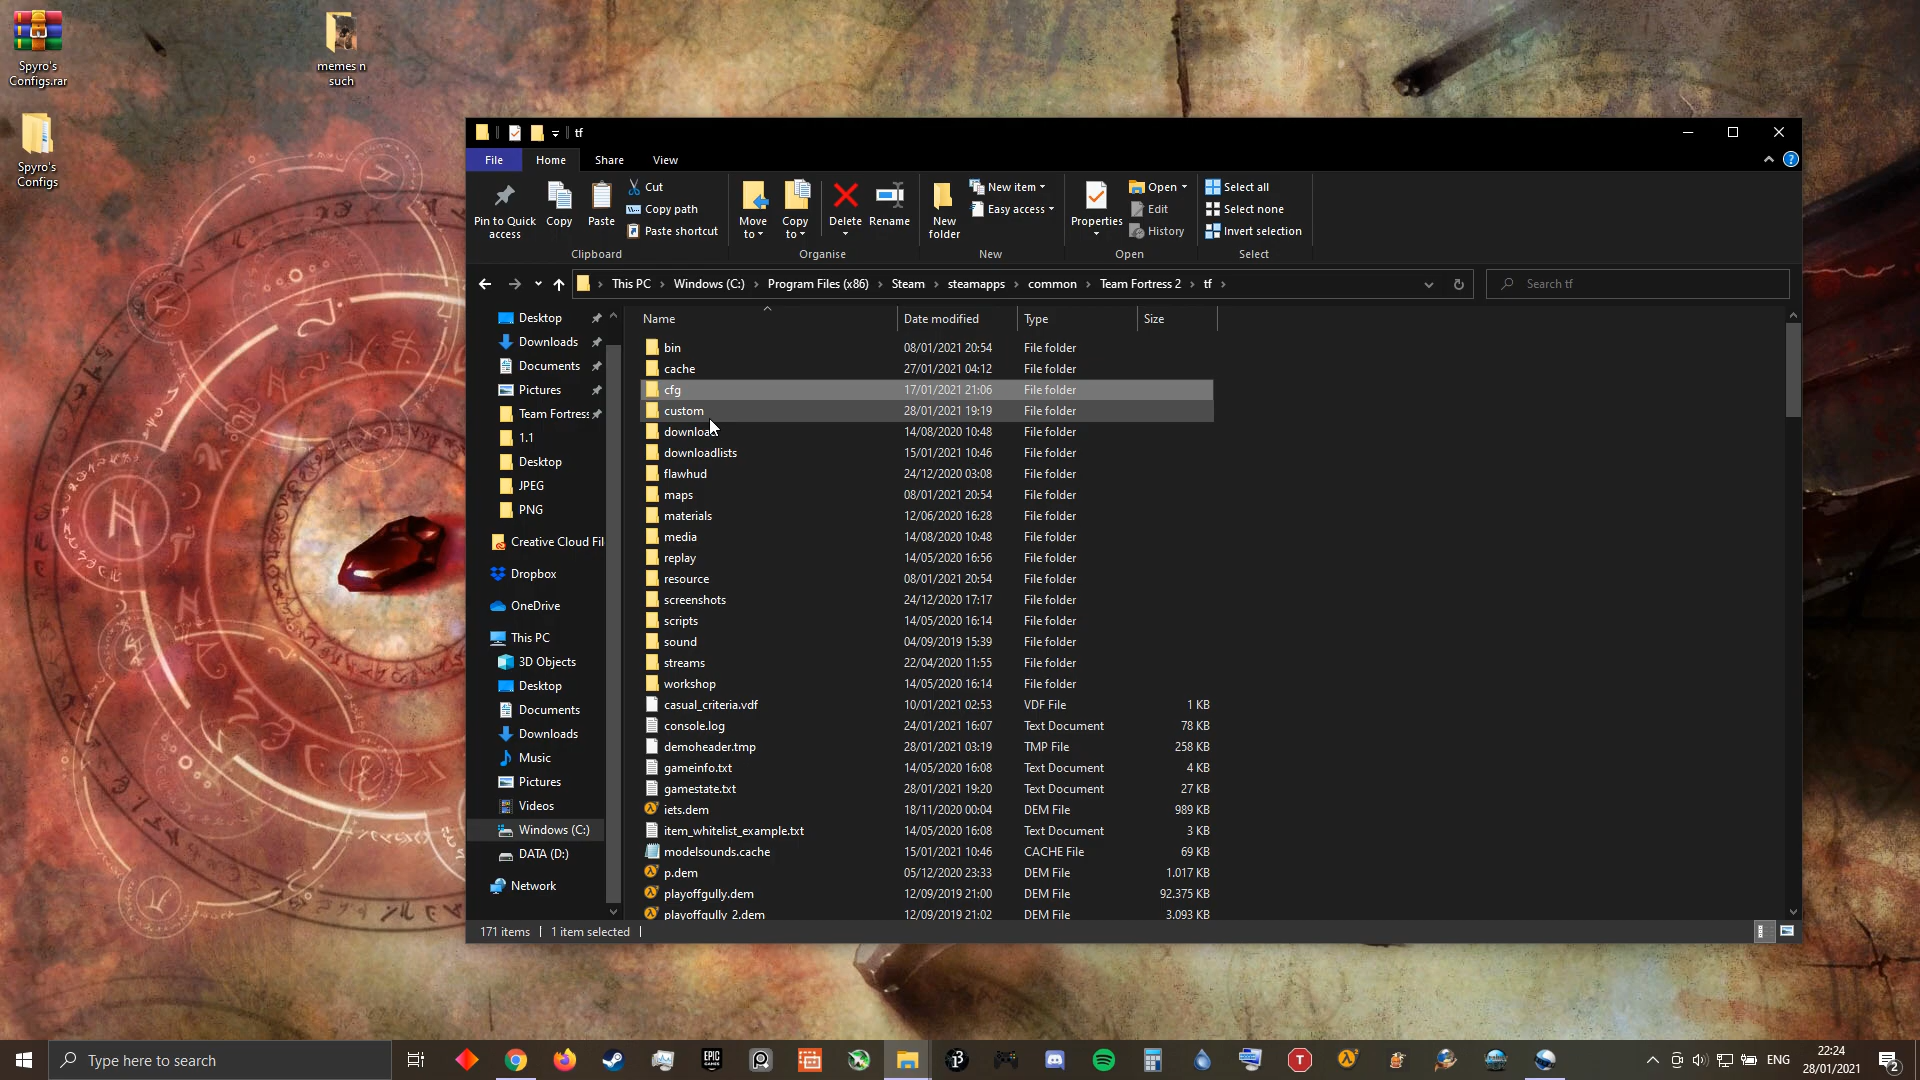 Spyro's
Configs.rar
memes n
such
Spyro's
Configs
tf
File Home Share View
Pin to Quick
access
Copy
Paste
Cut
Copy path
Paste shortcut
Clipboard
Move
to
Copy
to
Delete
Rename
Organise
New
folder
New item
Easy access
New
Properties
Open
Edit
History
Open
Select all
Select none
Invert selection
Select
This PC > Windows (C:) > Program Files (x86) > Steam > steamapps > common > Team Fortress 2 > tf >
Search tf
Desktop
Downloads
Documents
Pictures
Team Fortress
1.1
Desktop
JPEG
PNG
Creative Cloud Fil
Dropbox
OneDrive
This PC
3D Objects
Desktop
Documents
Downloads
Music
Pictures
Videos
Windows (C:)
DATA (D:)
Network
Name Date modified Type Size
bin 08/01/2021 20:54 File folder
cache 27/01/2021 04:12 File folder
cfg 17/01/2021 21:06 File folder
custom 28/01/2021 19:19 File folder
download 14/08/2020 10:48 File folder
downloadlists 15/01/2021 10:46 File folder
flawhud 24/12/2020 03:08 File folder
maps 08/01/2021 20:54 File folder
materials 12/06/2020 16:28 File folder
media 14/08/2020 10:48 File folder
replay 14/05/2020 16:56 File folder
resource 08/01/2021 20:54 File folder
screenshots 24/12/2020 17:17 File folder
scripts 14/05/2020 16:14 File folder
sound 04/09/2019 15:39 File folder
streams 22/04/2020 11:55 File folder
workshop 14/05/2020 16:14 File folder
casual_criteria.vdf 10/01/2021 02:53 VDF File 1 KB
console.log 24/01/2021 16:07 Text Document 78 KB
demoheader.tmp 28/01/2021 03:19 TMP File 258 KB
gameinfo.txt 14/05/2020 16:08 Text Document 4 KB
gamestate.txt 28/01/2021 19:20 Text Document 27 KB
iets.dem 18/11/2020 00:04 DEM File 989 KB
item_whitelist_example.txt 14/05/2020 16:08 Text Document 3 KB
modelsounds.cache 15/01/2021 10:46 CACHE File 69 KB
p.dem 05/12/2020 23:33 DEM File 1.017 KB
playoffgully.dem 12/09/2019 21:00 DEM File 92.375 KB
playoffgully_2.dem 12/09/2019 21:02 DEM File 3.093 KB
171 items 1 item selected
Type here to search
EPIC
GAMES
T
ENG
22:24
28/01/2021
2